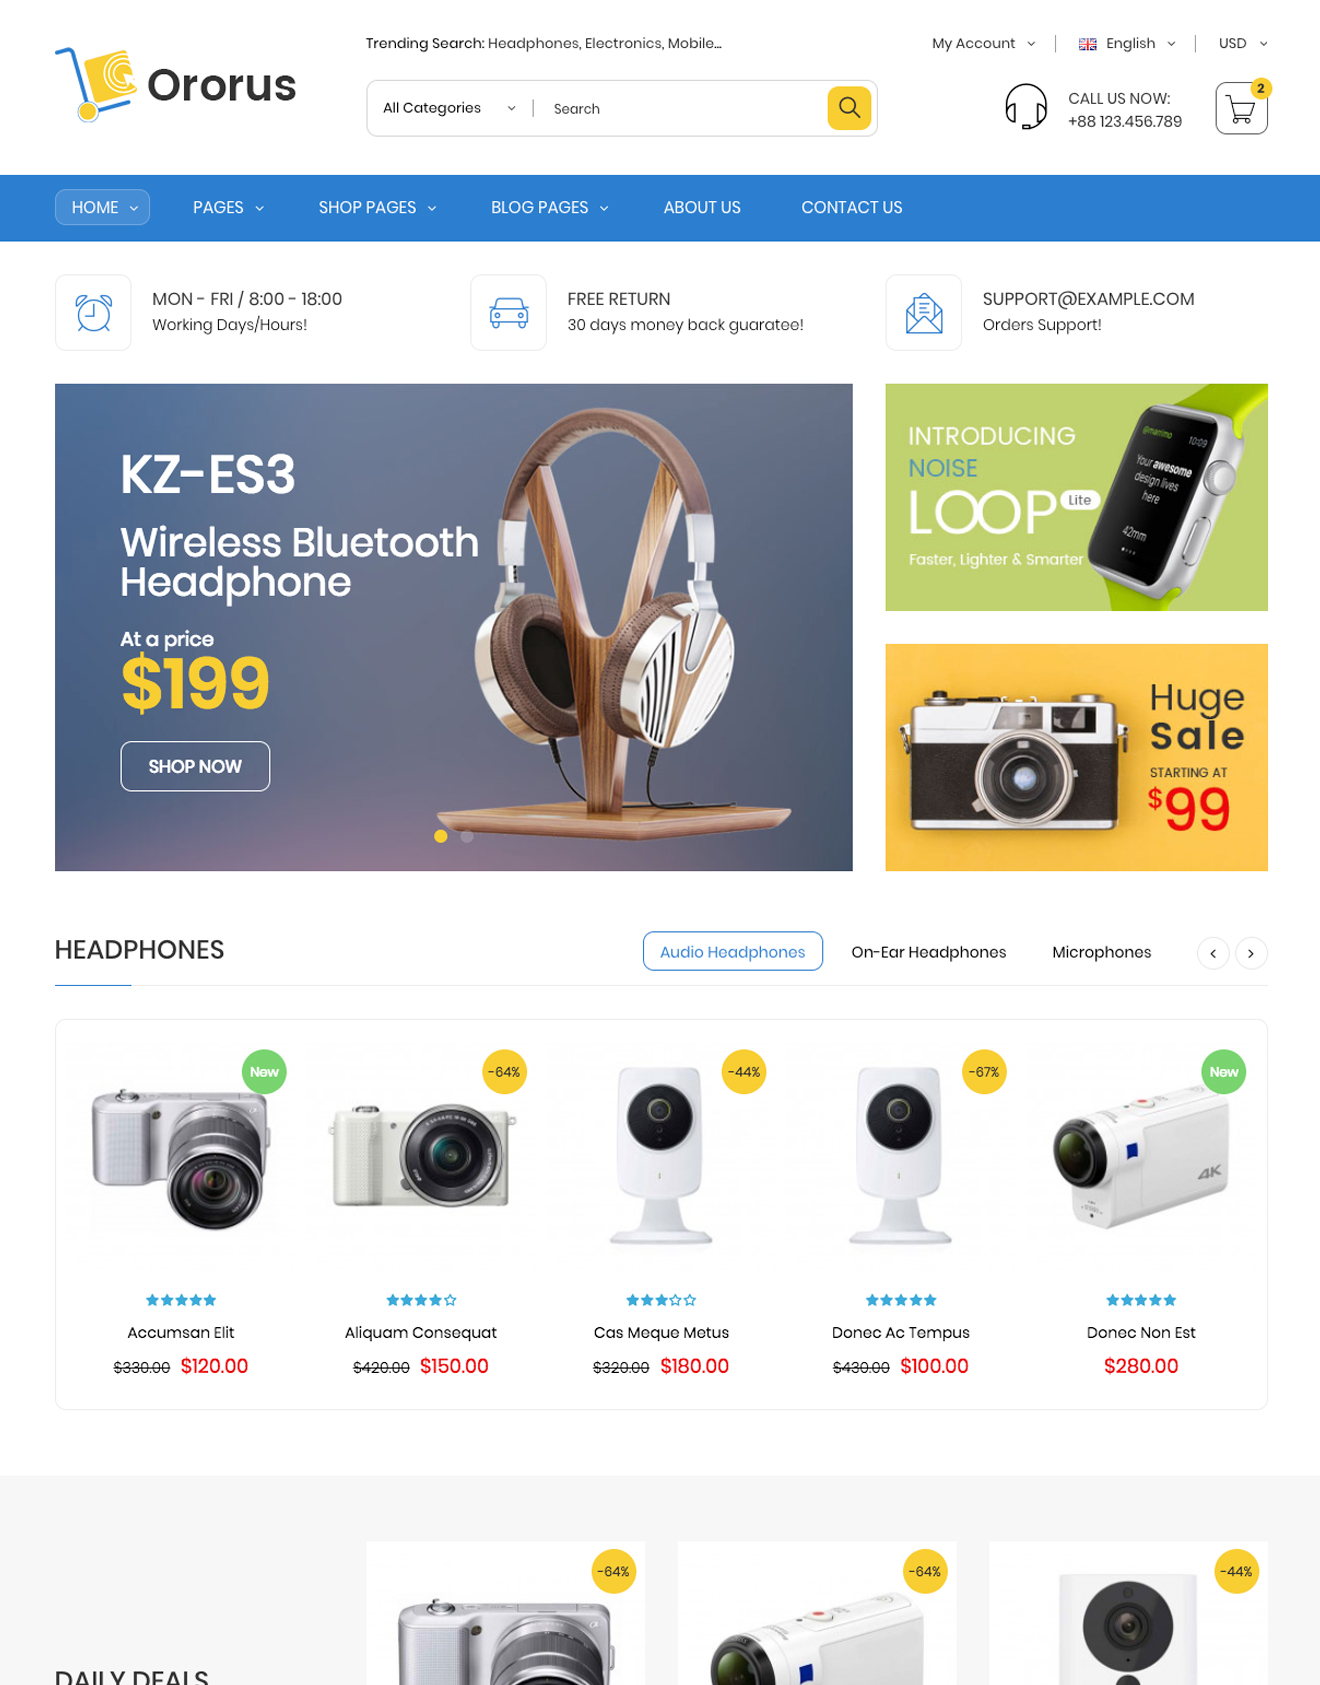 Ororus
Trending Search: Headphones, Electronics, Mobile...
My Account
English
USD
All Categories
Search
CALL US NOW:
+88 123.456.789
2
HOME
PAGES
SHOP PAGES
BLOG PAGES
ABOUT US
CONTACT US
MON - FRI / 8:00 - 18:00
Working Days/Hours!
FREE RETURN
30 days money back guaratee!
SUPPORT@EXAMPLE.COM
Orders Support!
KZ-ES3
Wireless Bluetooth
Headphone
At a price
$199
SHOP NOW
INTRODUCING
NOISE
LOOP Lite
Faster, Lighter & Smarter
10:09
Your awesome
design lives
here
42mm
Huge
Sale
STARTING AT
$99
HEADPHONES
Audio Headphones
On-Ear Headphones
Microphones
New
-64%
-44%
-67%
New
4K
Accumsan Elit
Aliquam Consequat
Cas Meque Metus
Donec Ac Tempus
Donec Non Est
$330.00 $120.00
$420.00 $150.00
$320.00 $180.00
$430.00 $100.00
$280.00
-64%
-64%
-44%
DAILY DEALS